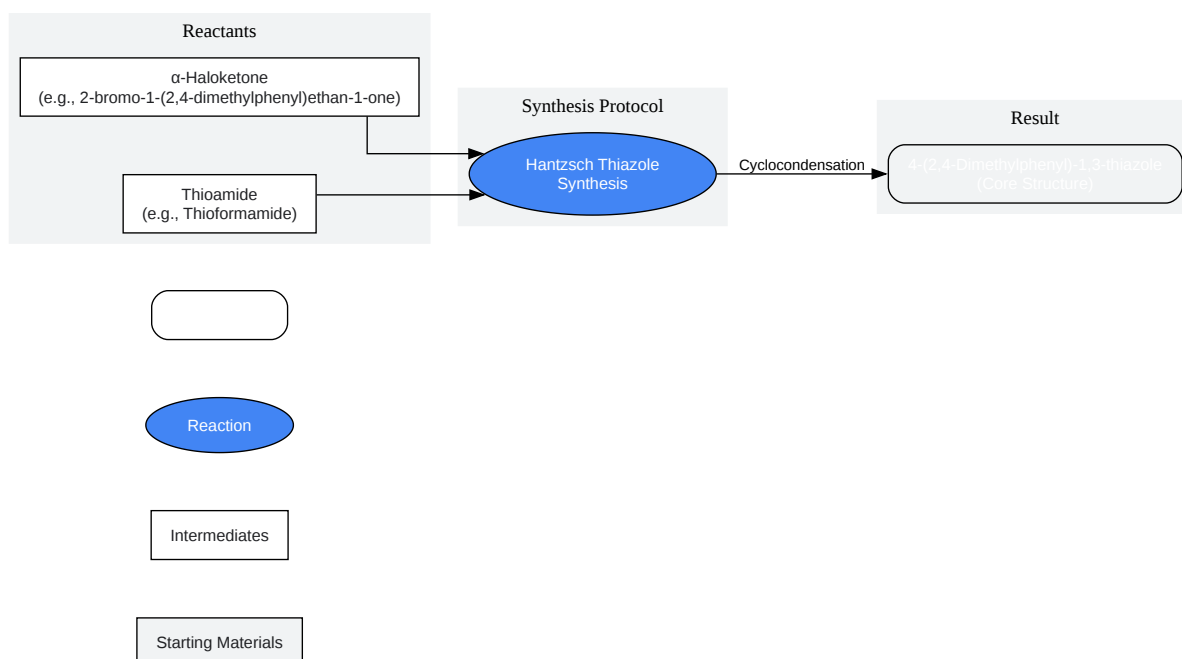 Reactants
α-Haloketone
(e.g., 2-bromo-1-(2,4-dimethylphenyl)ethan-1-one)
Thioamide
(e.g., Thioformamide)
Synthesis Protocol
Hantzsch Thiazole
Synthesis
Cyclocondensation
Result
4-(2,4-Dimethylphenyl)-1,3-thiazole
(Core Structure)
Reaction
Intermediates
Starting Materials